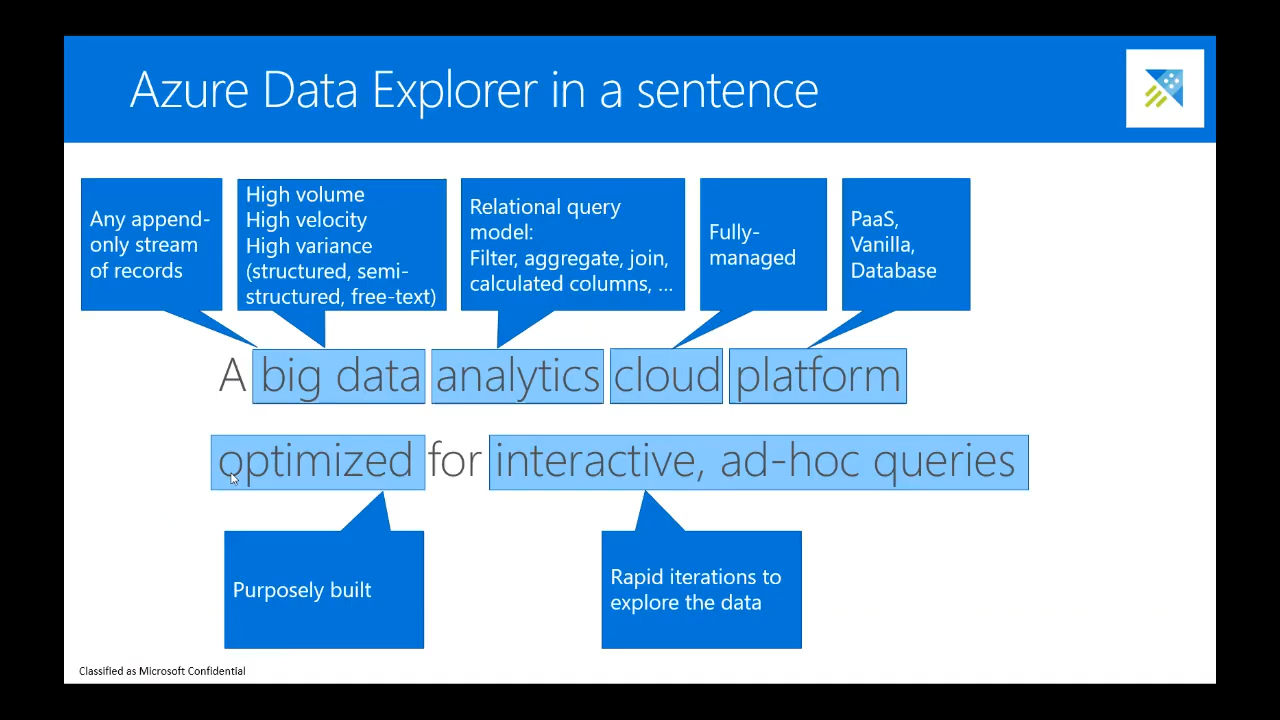 Azure Data Explorer in a sentence
Any append-
only stream
of records
High volume
High velocity
High variance
(structured, semi-
structured, free-text)
Relational query
model:
Filter, aggregate, join,
calculated columns, ...
Fully-
managed
PaaS,
Vanilla,
Database
A big data analytics cloud platform
optimized for interactive, ad-hoc queries
Purposely built
Rapid iterations to
explore the data
Classified as Microsoft Confidential